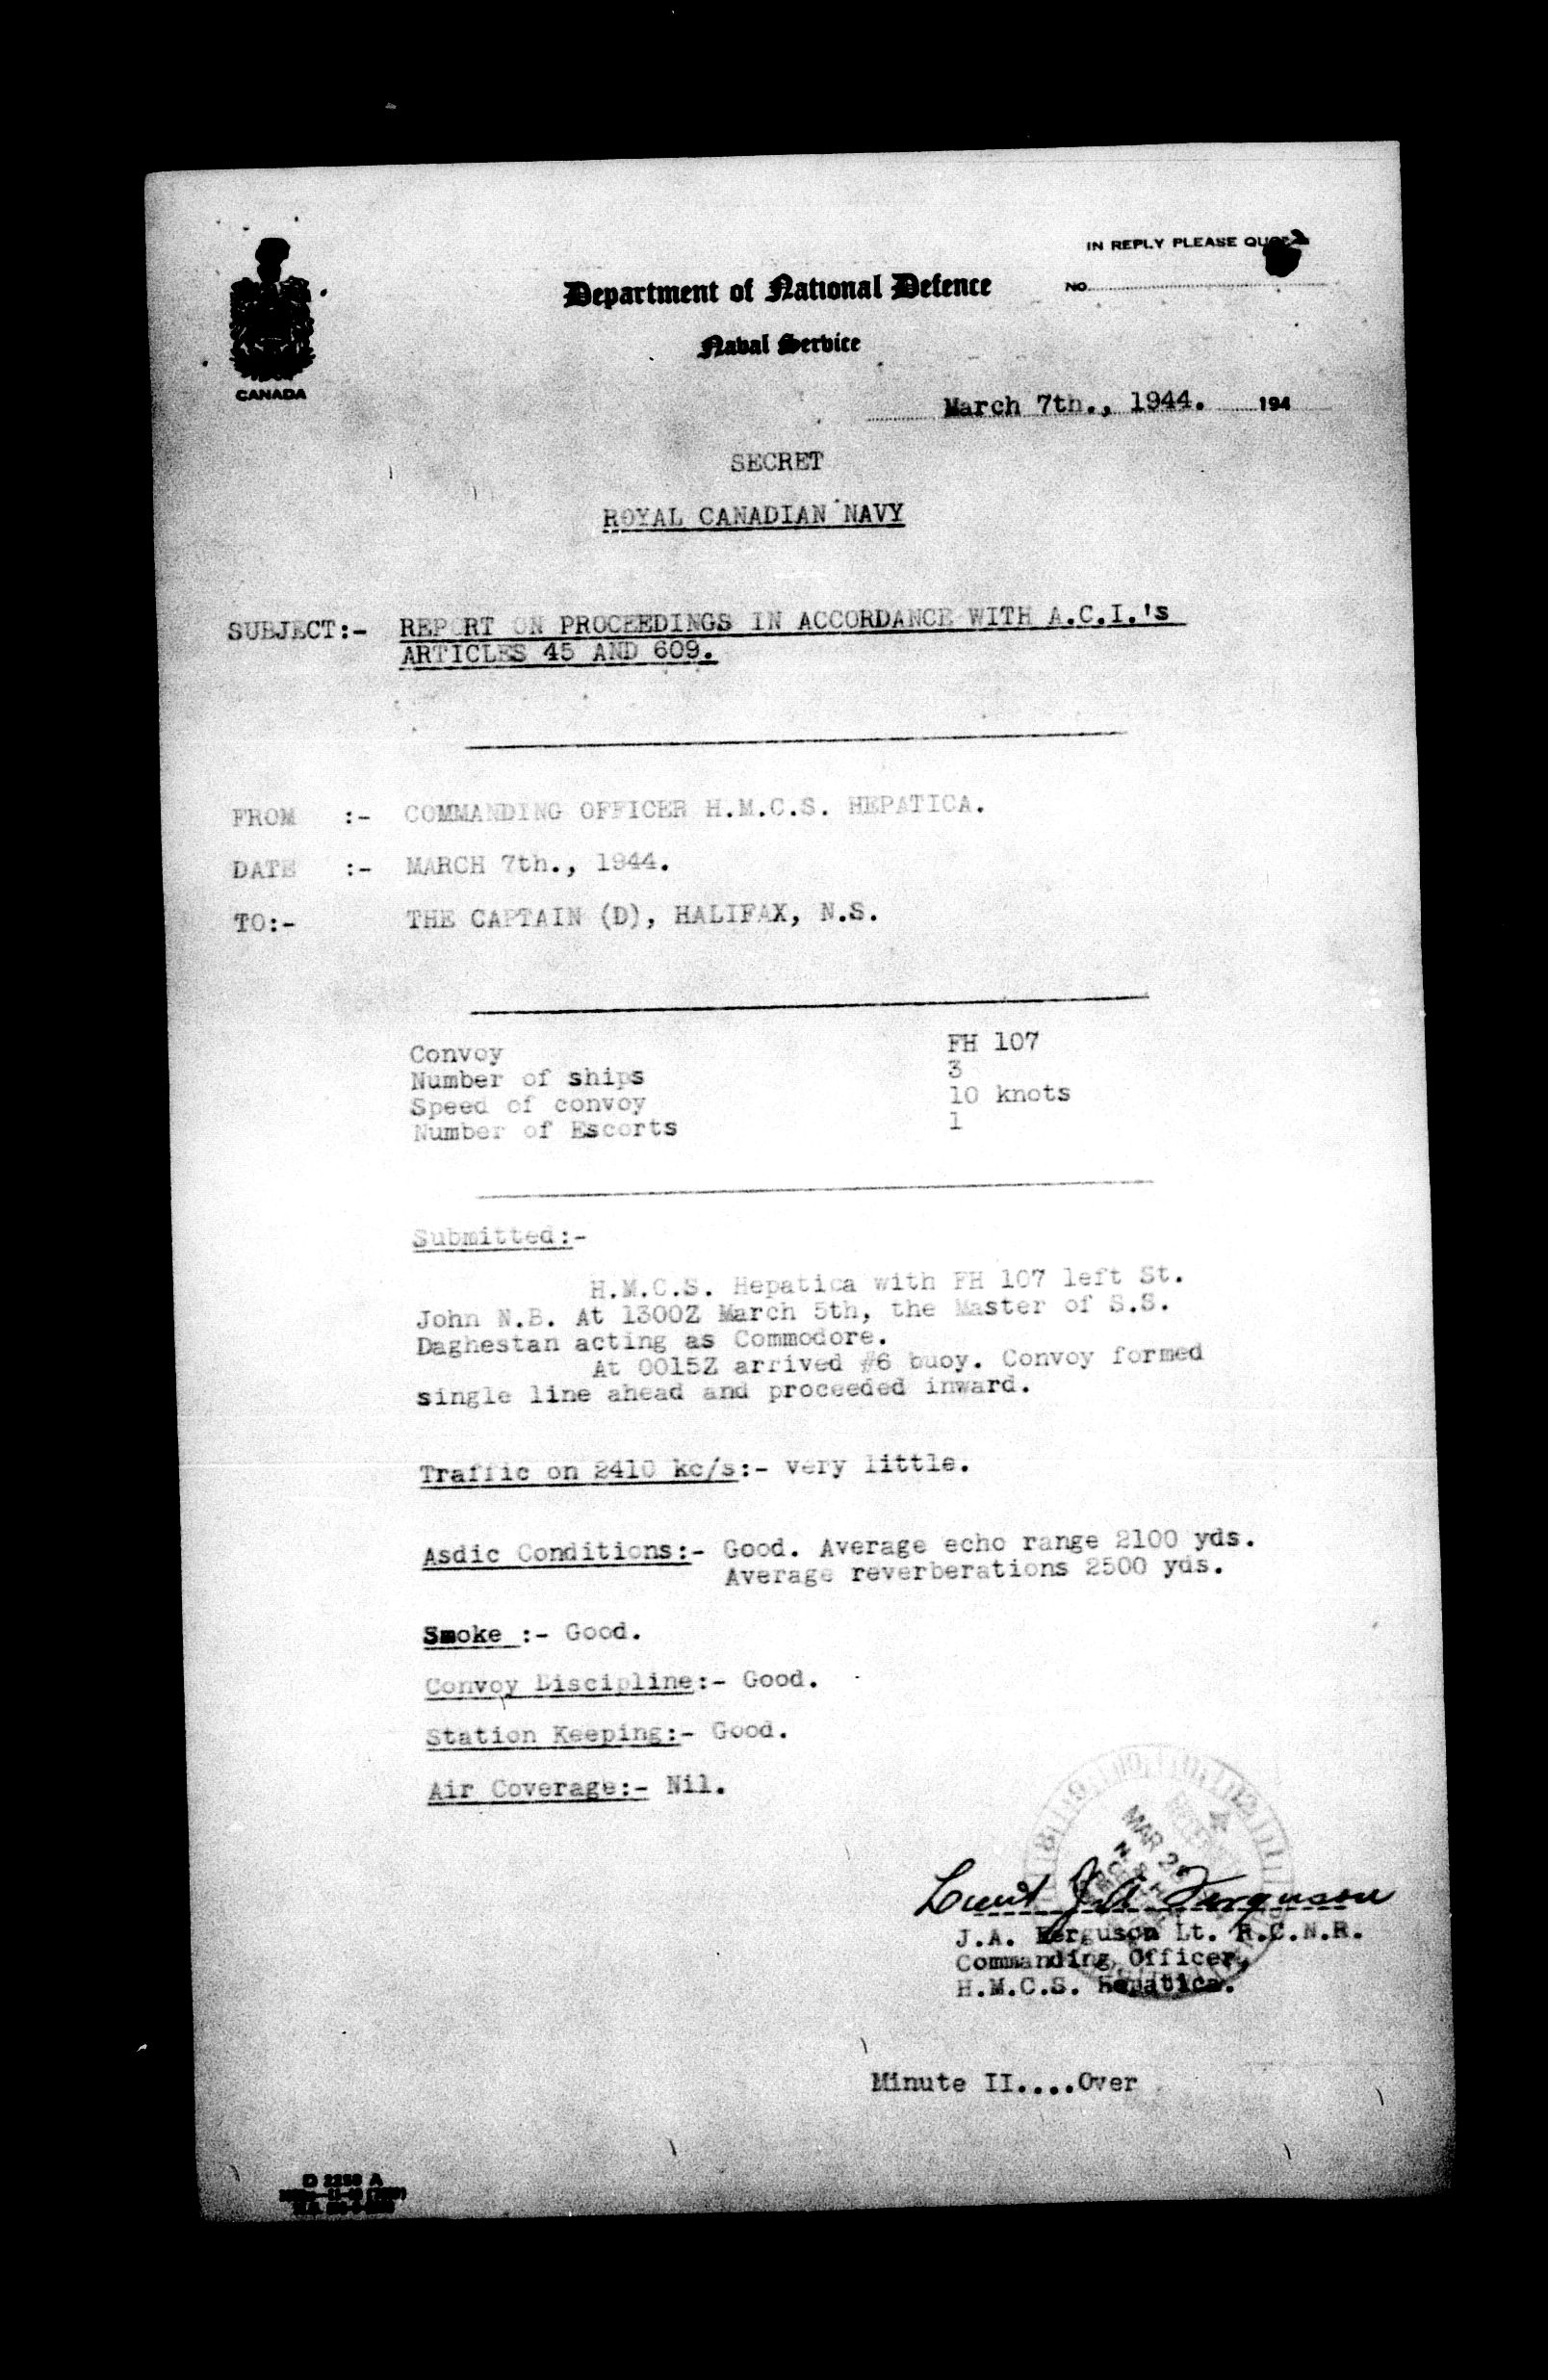 IN REPLY PLEASE QUOTE
NO
Department of National Defence
Naval Service
CANADA
March 7th., 1944. 194
SECRET
ROYAL CANADIAN NAVY
SUBJECT:- REPORT ON PROCEEDINGS IN ACCORDANCE WITH A.C.I.'s
ARTICLES 45 AND 609.
FROM :- COMMANDING OFFICER H.M.C.S. HEPATICA.
DATE :- MARCH 7th., 1944.
TO:- THE CAPTAIN (D), HALIFAX, N.S.
Convoy FH 107
Number of ships 3
Speed of convoy 10 knots
Number of Escorts 1
Submitted:-
H.M.C.S. Hepatica with FH 107 left St.
John N.B. At 1300Z March 5th, the Master of S.S.
Daghestan acting as Commodore.
At 0015Z arrived #6 buoy. Convoy formed
single line ahead and proceeded inward.
Traffic on 2410 kc/s:- very little.
Asdic Conditions:- Good. Average echo range 2100 yds.
Average reverberations 2500 yds.
Smoke :- Good.
Convoy Discipline:- Good.
Station Keeping:- Good.
Air Coverage:- Nil.
MAR
J.A. Ferguson
J.A. Ferguson Lt. R.C.N.R.
Commanding Officer,
H.M.C.S. Hepatica.
Minute II....Over